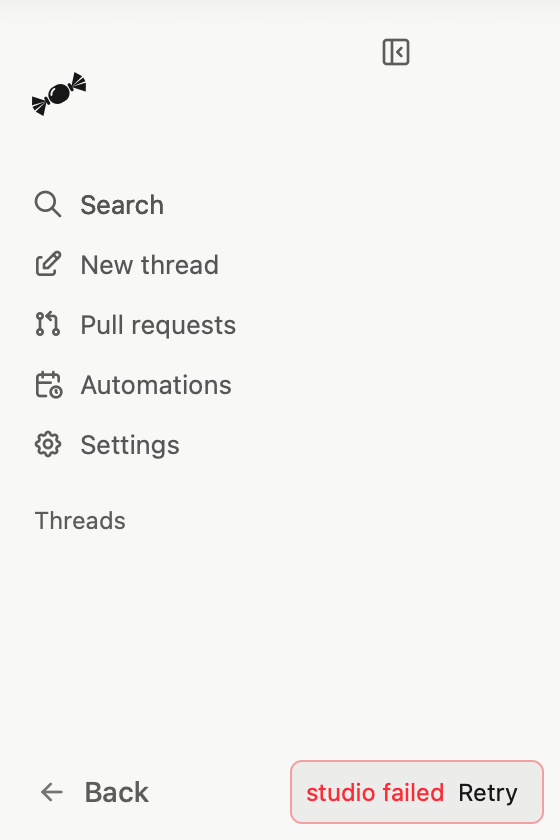 Search
New thread
Pull requests
Automations
Settings
Threads
Back
studio failed Retry